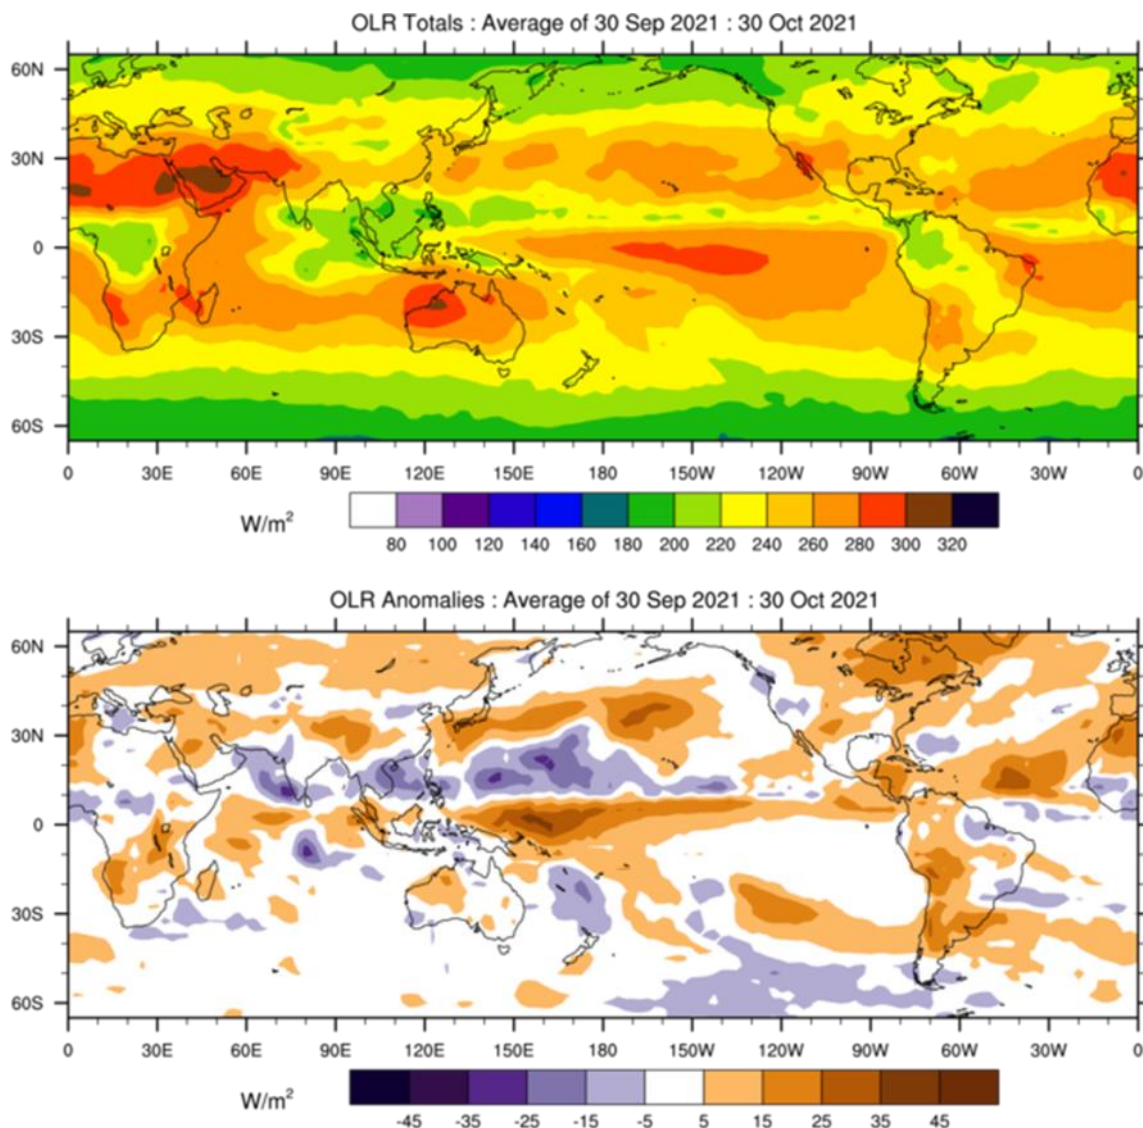 OLR Totals : Average of 30 Sep 2021 : 30 Oct 2021
60N
30N
0
30S
60S
0 30E 60E 90E 120E 150E 180 150W 120W 90W 60W 30W 0
W/m2
80 100 120 140 160 180 200 220 240 260 280 300 320
OLR Anomalies : Average of 30 Sep 2021 : 30 Oct 2021
60N
30N
0
30S
60S
0 30E 60E 90E 120E 150E 180 150W 120W 90W 60W 30W 0
W/m2
-45 -35 -25 -15 -5 5 15 25 35 45